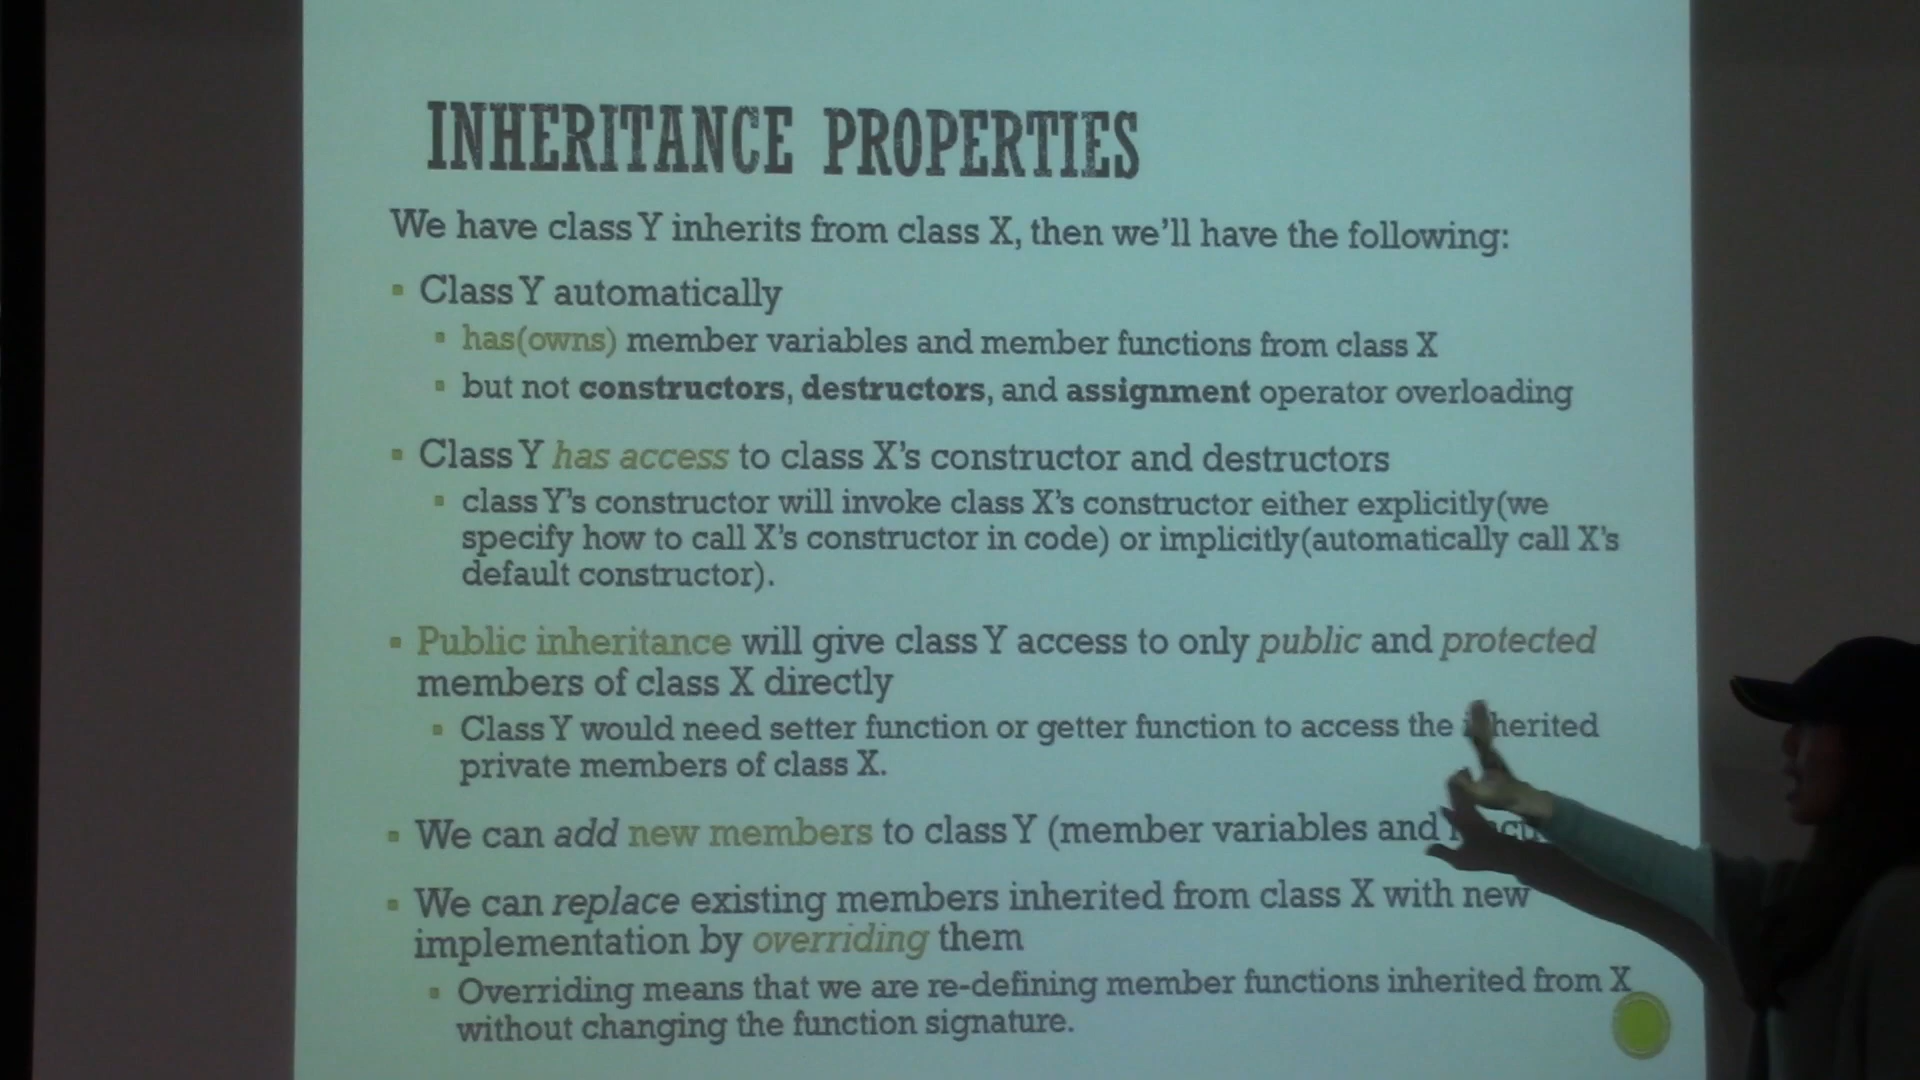 INHERITANCE PROPERTIES
We have class Y inherits from class X, then we'll have the following:
▪ Class Y automatically
▪ has(owns) member variables and member functions from class X
▪ but not constructors, destructors, and assignment operator overloading
▪ Class Y has access to class X's constructor and destructors
▪ class Y's constructor will invoke class X's constructor either explicitly(we
specify how to call X's constructor in code) or implicitly(automatically call X's
default constructor).
▪ Public inheritance will give class Y access to only public and protected
members of class X directly
▪ Class Y would need setter function or getter function to access the inherited
private members of class X.
▪ We can add new members to class Y (member variables and
▪ We can replace existing members inherited from class X with new
implementation by overriding them
▪ Overriding means that we are re-defining member functions inherited from X
without changing the function signature.